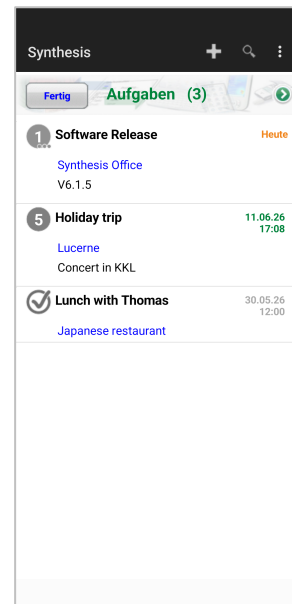 Synthesis
Fertig Aufgaben (3)
1 Software Release Heute
Synthesis Office
V6.1.5
5 Holiday trip 11.06.26
17:08
Lucerne
Concert in KKL
Lunch with Thomas 30.05.26
12:00
Japanese restaurant